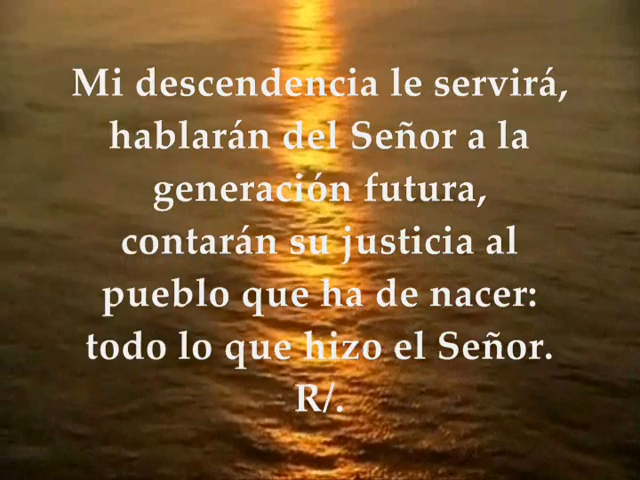 Mi descendencia le servirá,
hablarán del Señor a la
generación futura,
contarán su justicia al
pueblo que ha de nacer:
todo lo que hizo el Señor.
R/.